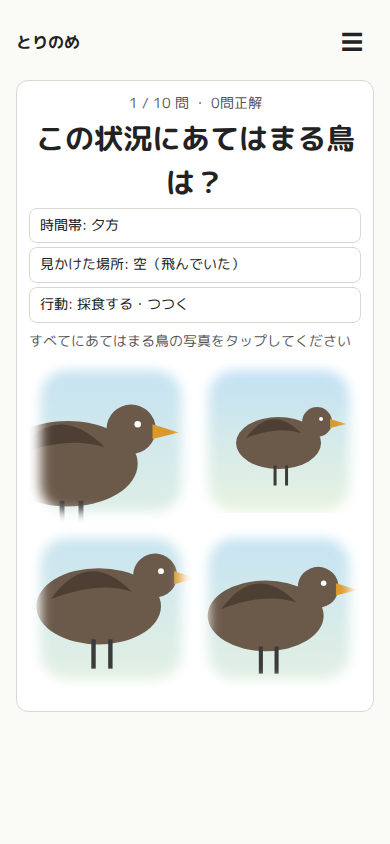 とりのめ
1 / 10 問 · 0問正解
この状況にあてはまる鳥
は？
時間帯: 夕方
見かけた場所: 空（飛んでいた）
行動: 採食する・つつく
すべてにあてはまる鳥の写真をタップしてください